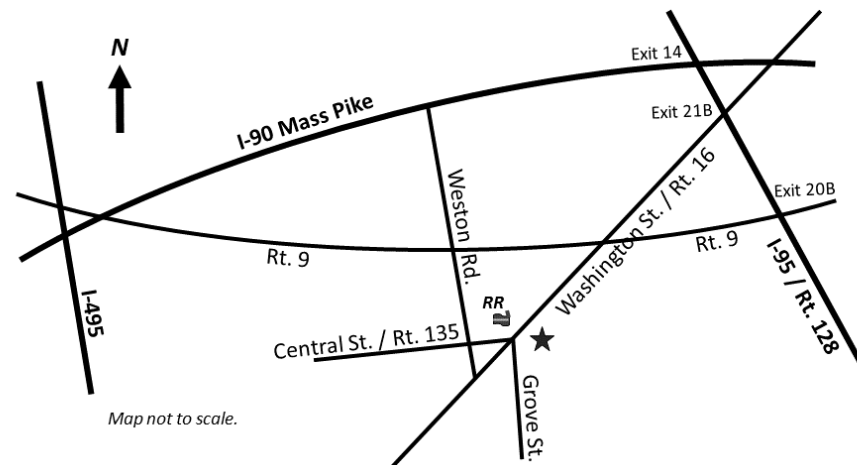 N
Exit 14
I-90 Mass Pike
Exit 21B
Weston Rd.
Washington St. / Rt. 16
Exit 20B
Rt. 9
Rt. 9
I-95 / Rt. 128
I-495
RR
Central St. / Rt. 135
Grove St.
Map not to scale.